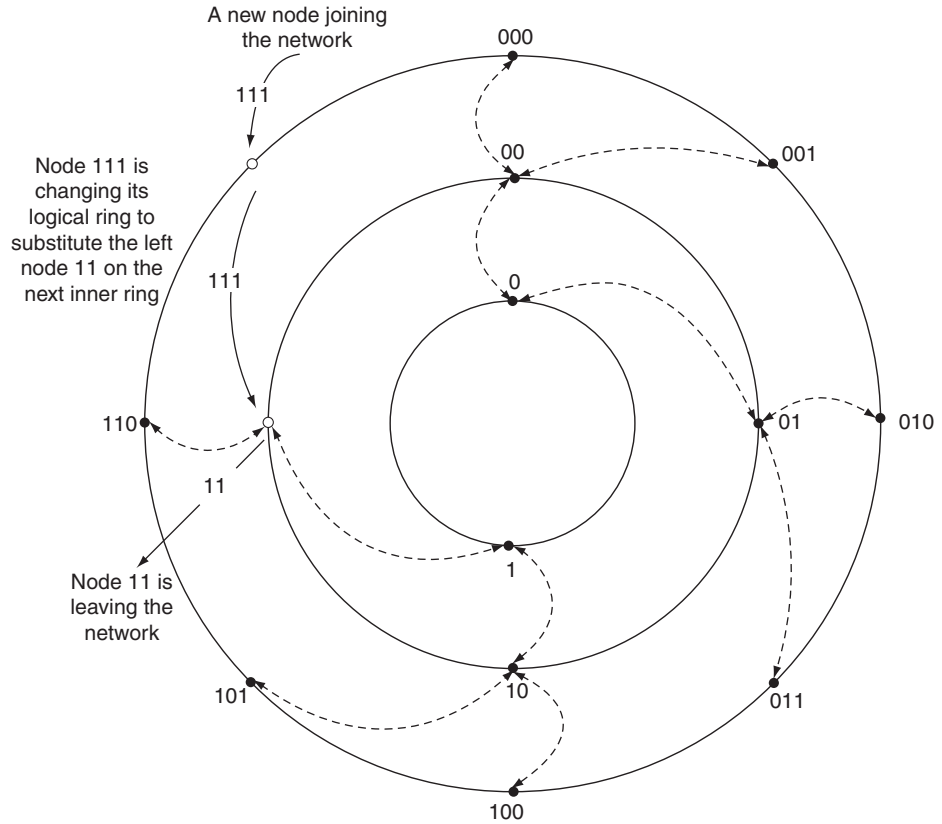 A new node joining
the network
000
111
Node 111 is
changing its
logical ring to
substitute the left
node 11 on the
next inner ring
00
001
111
0
110
01
010
11
1
Node 11 is
leaving the
network
101
10
011
100